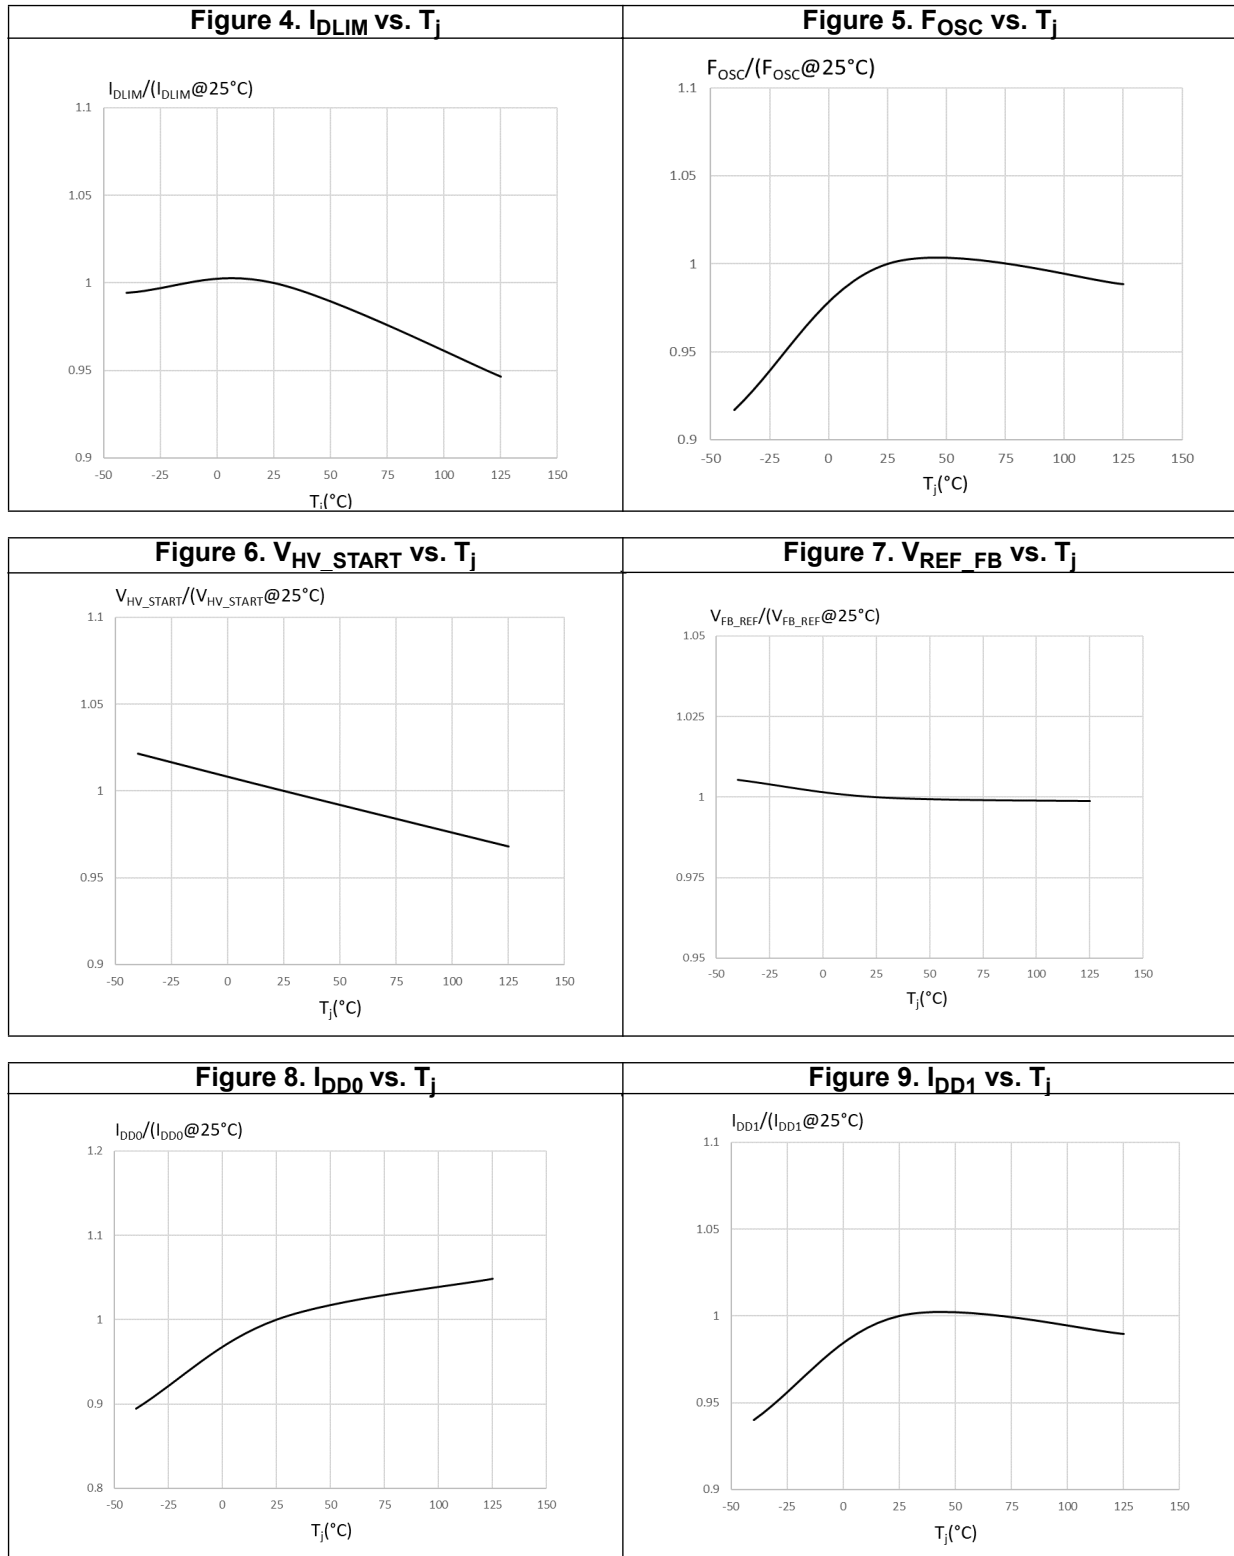 Figure 4. IDLIM vs. Tj
IDLIM/(IDLIM@25°C)
1.1
1.05
1
0.95
0.9
-50 -25 0 25 50 75 100 125 150
Tj(°C)
Figure 5. FOSC vs. Tj
FOSC/(FOSC@25°C)
1.1
1.05
1
0.95
0.9
-50 -25 0 25 50 75 100 125 150
Tj(°C)
Figure 6. VHV_START vs. Tj
VHV_START/(VHV_START@25°C)
1.1
1.05
1
0.95
0.9
-50 -25 0 25 50 75 100 125 150
Tj(°C)
Figure 7. VREF_FB vs. Tj
VFB_REF/(VFB_REF@25°C)
1.05
1.025
1
0.975
0.95
-50 -25 0 25 50 75 100 125 150
Tj(°C)
Figure 8. IDD0 vs. Tj
IDD0/(IDD0@25°C)
1.2
1.1
1
0.9
0.8
-50 -25 0 25 50 75 100 125 150
Tj(°C)
Figure 9. IDD1 vs. Tj
IDD1/(IDD1@25°C)
1.1
1.05
1
0.95
0.9
-50 -25 0 25 50 75 100 125 150
Tj(°C)